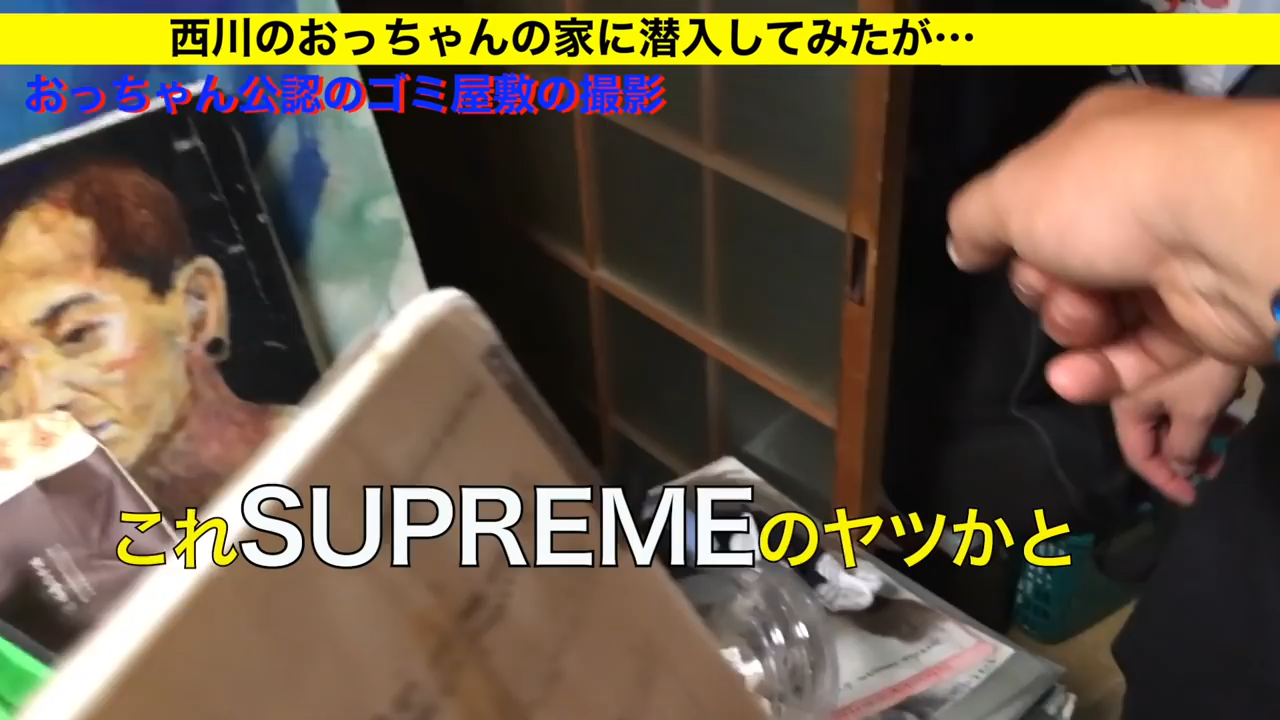 西川のおっちゃんの家に潜入してみたが…
おっちゃん公認のゴミ屋敷の撮影
これSUPREMEのヤツかと